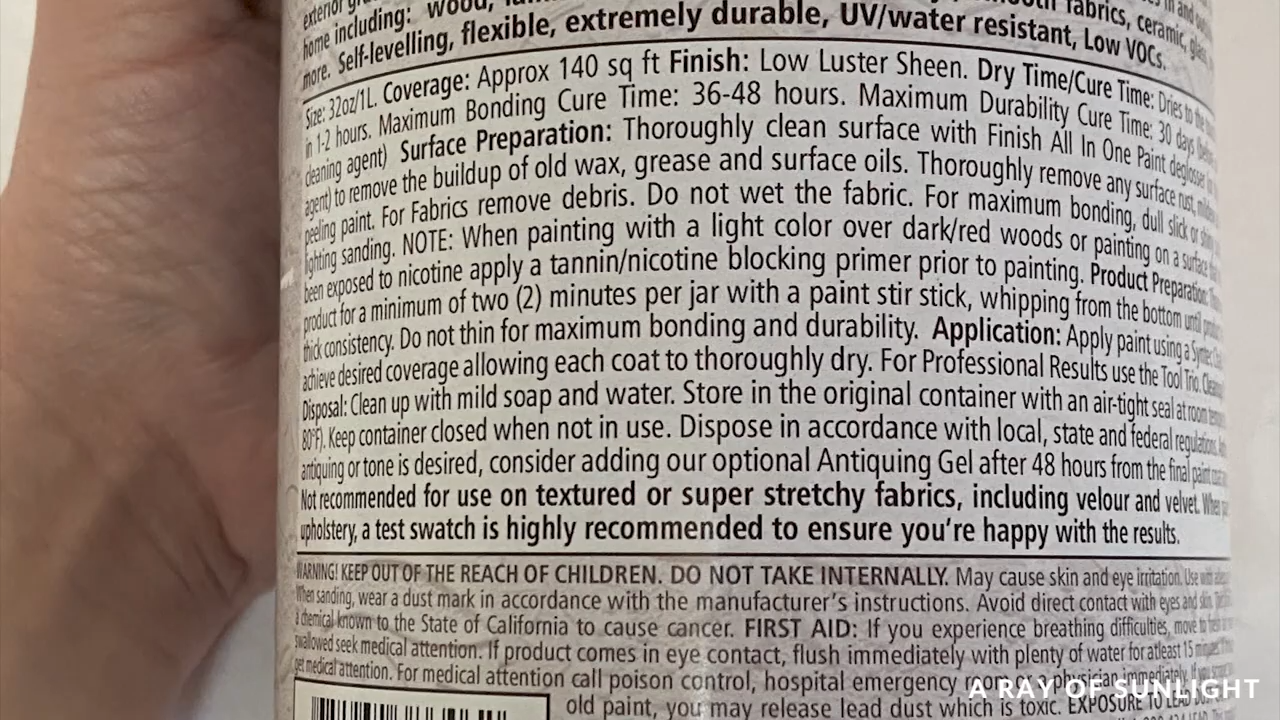 exterior
home including: wood, fabrics, ceramic,
more. Self-levelling, flexible, extremely durable, UV/water resistant, Low VOCs.
Size: 32oz/1L. Coverage: Approx 140 sq ft Finish: Low Luster Sheen. Dry Time/Cure Time: Dries to the
in 1-2 hours. Maximum Bonding Cure Time: 36-48 hours. Maximum Durability Cure Time: 30 days
cleaning agent) Surface Preparation: Thoroughly clean surface with Finish All In One Paint deglosser
agent) to remove the buildup of old wax, grease and surface oils. Thoroughly remove any surface rust,
peeling paint. For Fabrics remove debris. Do not wet the fabric. For maximum bonding, dull slick or
lighting sanding. NOTE: When painting with a light color over dark/red woods or painting on a surface
been exposed to nicotine apply a tannin/nicotine blocking primer prior to painting. Product Preparation:
product for a minimum of two (2) minutes per jar with a paint stir stick, whipping from the bottom until
thick consistency. Do not thin for maximum bonding and durability. Application: Apply paint using a
achieve desired coverage allowing each coat to thoroughly dry. For Professional Results use the Tool Trio.
Disposal: Clean up with mild soap and water. Store in the original container with an air-tight seal at room
80°F). Keep container closed when not in use. Dispose in accordance with local, state and federal regulations.
antiquing or tone is desired, consider adding our optional Antiquing Gel after 48 hours from the final paint
Not recommended for use on textured or super stretchy fabrics, including velour and velvet. When
upholstery, a test swatch is highly recommended to ensure you're happy with the results.
WARNING! KEEP OUT OF THE REACH OF CHILDREN. DO NOT TAKE INTERNALLY. May cause skin and eye irritation. Use with
When sanding, wear a dust mark in accordance with the manufacturer's instructions. Avoid direct contact with eyes and skin.
a chemical known to the State of California to cause cancer. FIRST AID: If you experience breathing difficulties, move to
swallowed seek medical attention. If product comes in eye contact, flush immediately with plenty of water for atleast 15
get medical attention. For medical attention call poison control, hospital emergency room or a physician immediately.
old paint, you may release lead dust which is toxic. EXPOSURE TO LEAD
A RAY OF SUNLIGHT